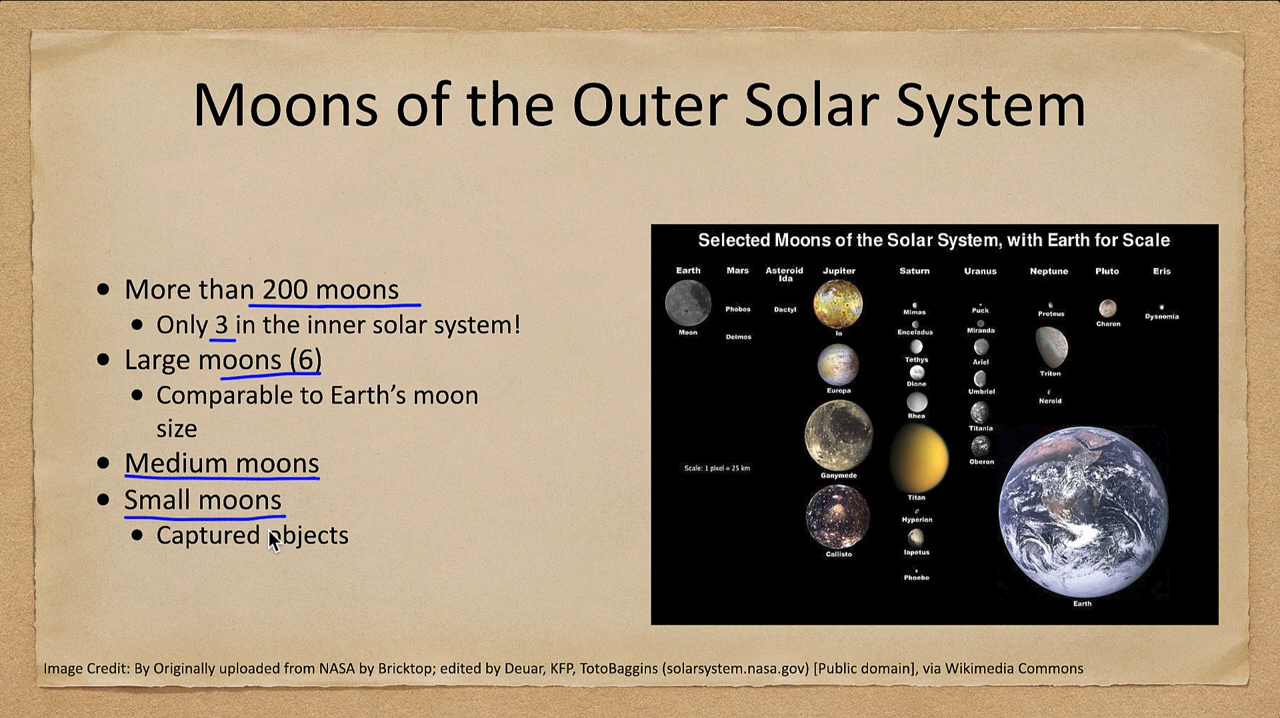 Moons of the Outer Solar System
• More than 200 moons
• Only 3 in the inner solar system!
• Large moons (6)
• Comparable to Earth's moon
size
• Medium moons
• Small moons
• Captured objects
Selected Moons of the Solar System, with Earth for Scale
Earth Mars Asteroid Ida Jupiter Saturn Uranus Neptune Pluto Eris
Moon
Phobos
Deimos
Dactyl
Io
Europa
Ganymede
Callisto
Mimas
Enceladus
Tethys
Dione
Rhea
Titan
Hyperion
Iapetus
Phoebe
Puck
Miranda
Ariel
Umbriel
Titania
Oberon
Proteus
Triton
Nereid
Charon
Dysnomia
Scale: 1 pixel = 25 km
Earth
Image Credit: By Originally uploaded from NASA by Bricktop; edited by Deuar, KFP, TotoBaggins (solarsystem.nasa.gov) [Public domain], via Wikimedia Commons